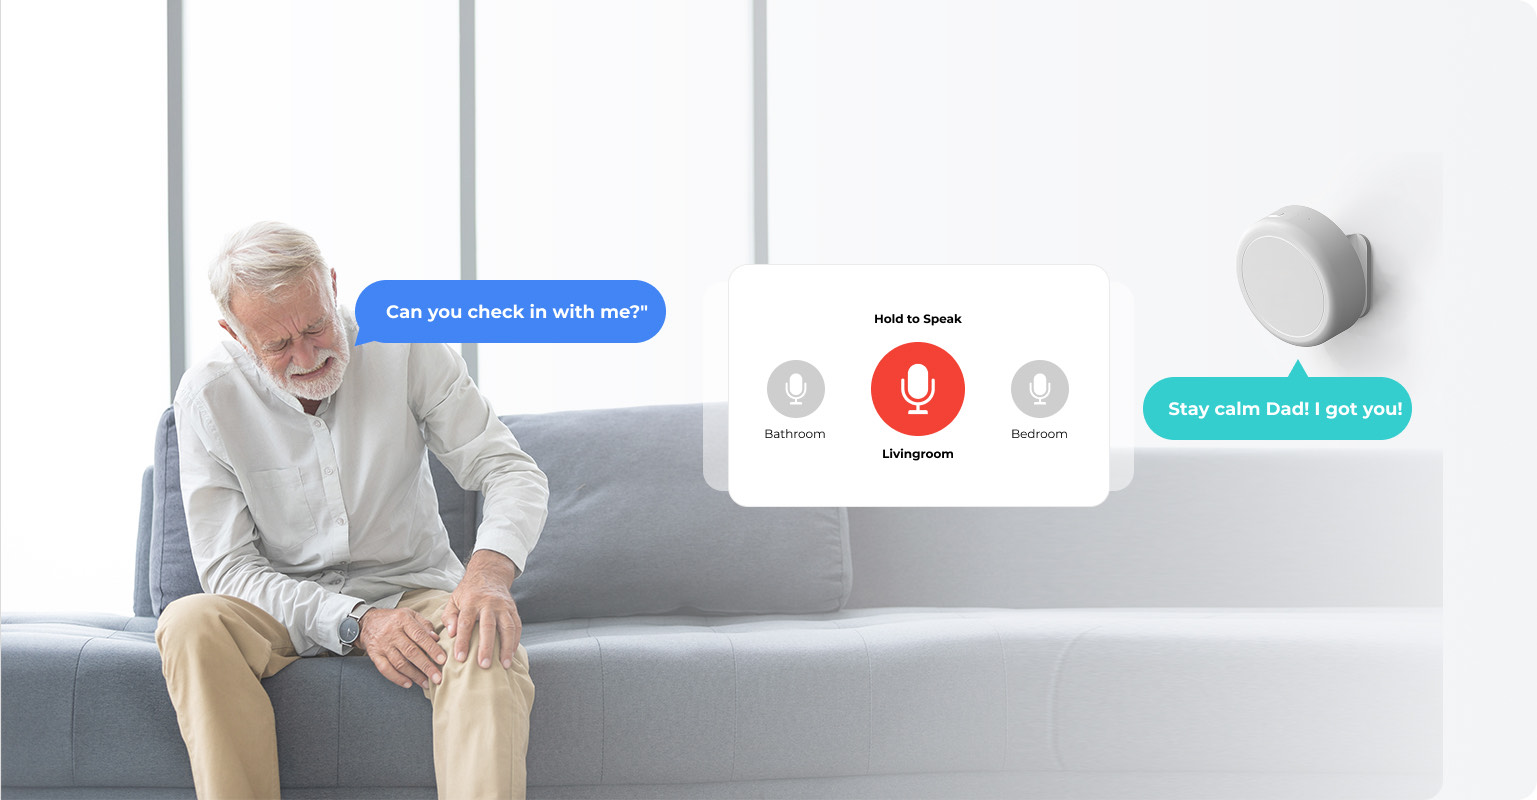 Can you check in with me?"
Hold to Speak
Bathroom
Livingroom
Bedroom
Stay calm Dad! I got you!